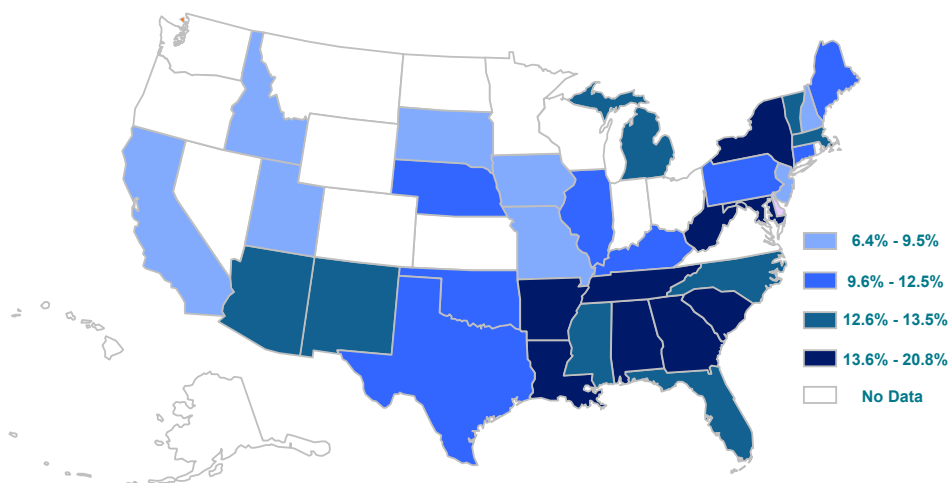 6.4% - 9.5%
9.6% - 12.5%
12.6% - 13.5%
13.6% - 20.8%
No Data